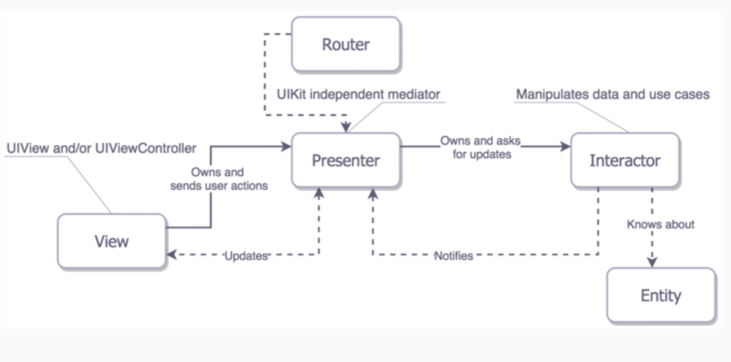 Router
UIKit independent mediator
Manipulates data and use cases
UIView and/or UIViewController
Owns and
sends user actions
Presenter
Owns and asks
for updates
Interactor
View
Updates
Notifies
Knows about
Entity